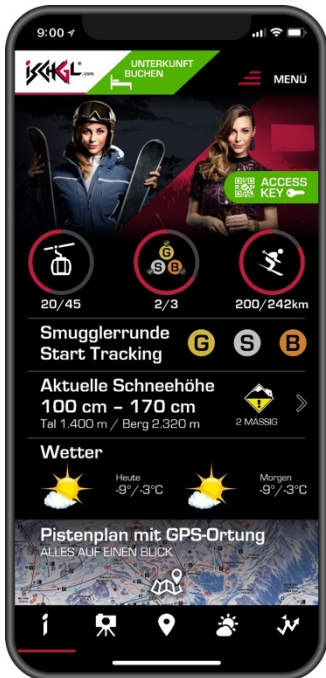 9:00
ISCHGL.com
UNTERKUNFT
BUCHEN
MENÜ
ACCESS
KEY
20/45
G
S B
2/3
200/242km
Smugglerrunde
Start Tracking
G S B
Aktuelle Schneehöhe
100 cm – 170 cm
Tal 1.400 m / Berg 2.320 m
2 MÄSSIG
Wetter
Heute
-9°/-3°C
Morgen
-9°/-3°C
Pistenplan mit GPS-Ortung
ALLES AUF EINEN BLICK
i